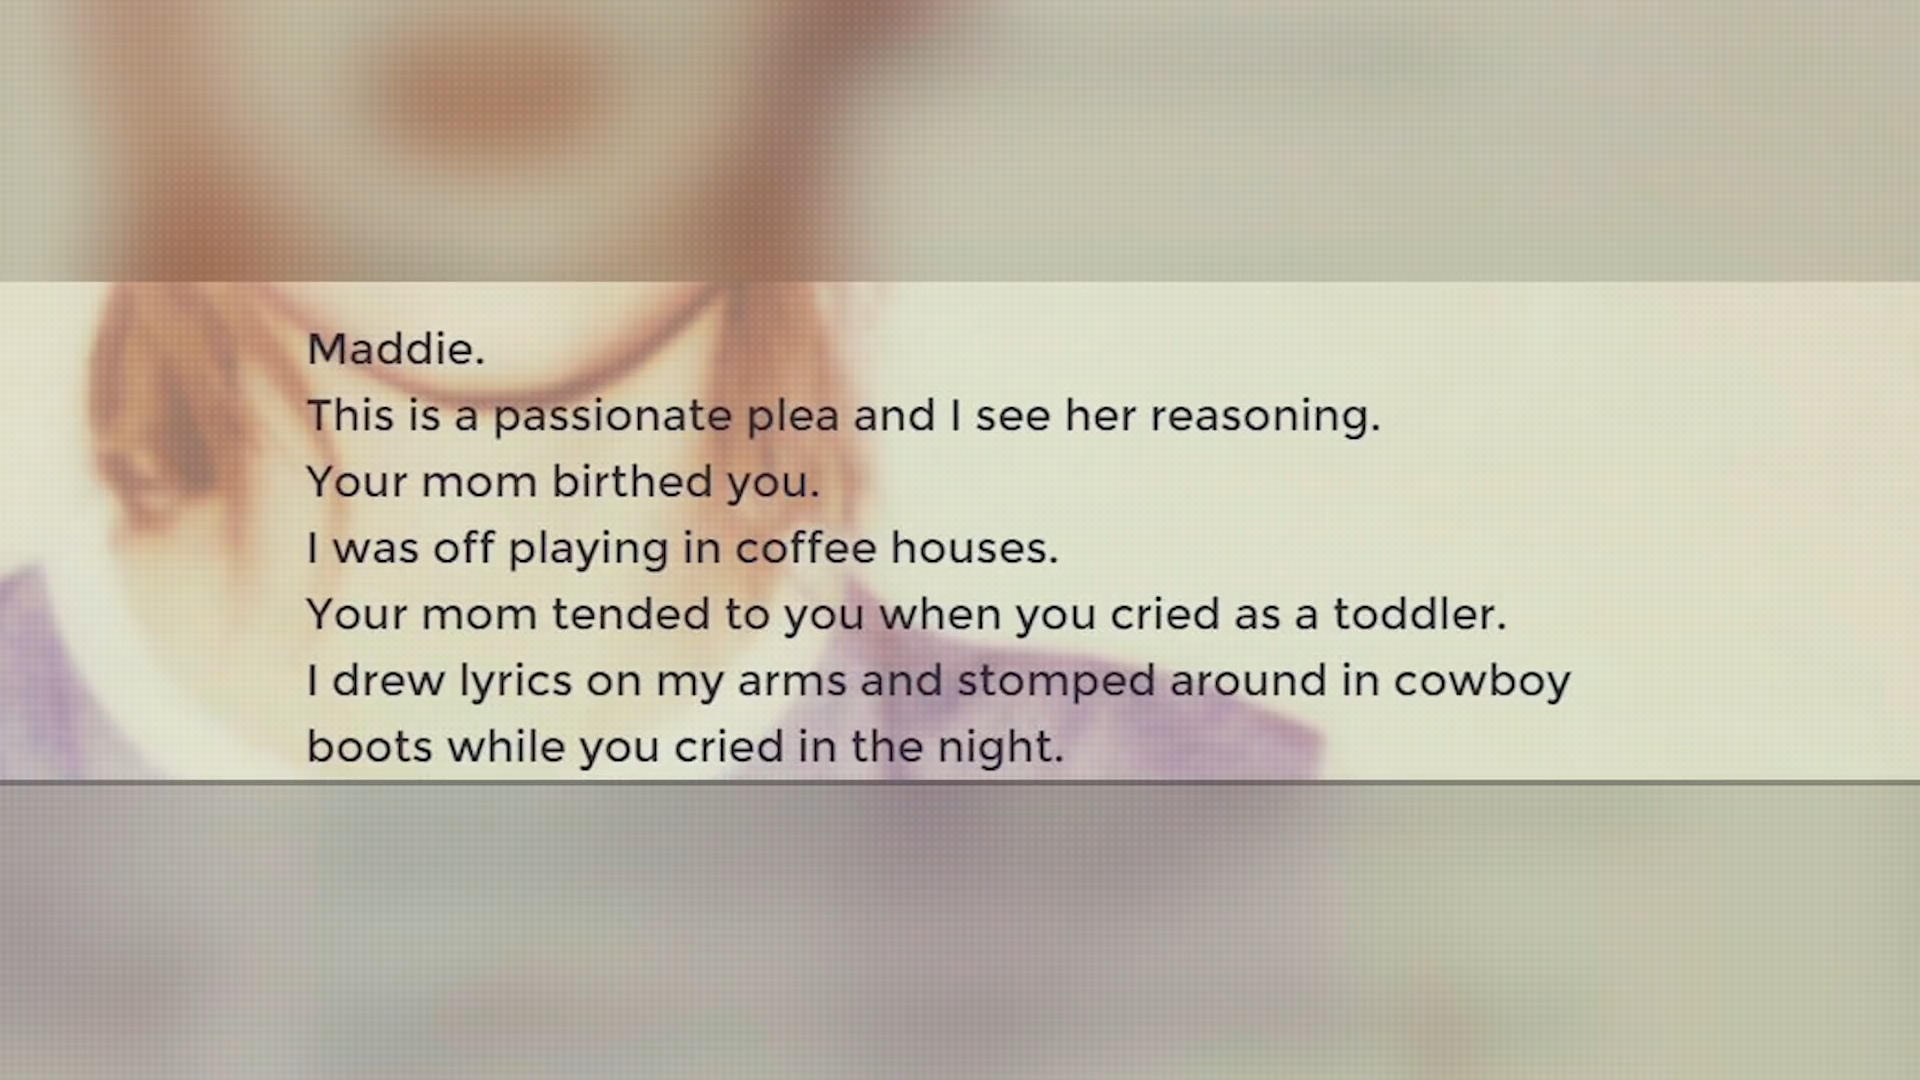 Maddie.
This is a passionate plea and I see her reasoning.
Your mom birthed you.
I was off playing in coffee houses.
Your mom tended to you when you cried as a toddler.
I drew lyrics on my arms and stomped around in cowboy
boots while you cried in the night.